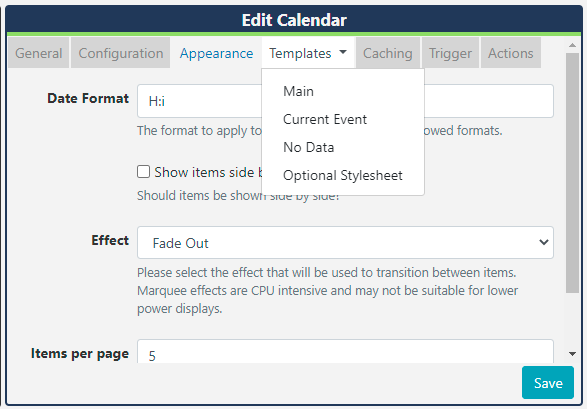 Edit Calendar
General Configuration Appearance Templates Caching Trigger Actions
Main
Current Event
No Data
Optional Stylesheet
Date Format H:i
The format to apply to owed formats.
Show items side b
Should items be shown side by side?
Effect Fade Out
Please select the effect that will be used to transition between items.
Marquee effects are CPU intensive and may not be suitable for lower
power displays.
Items per page 5
Save